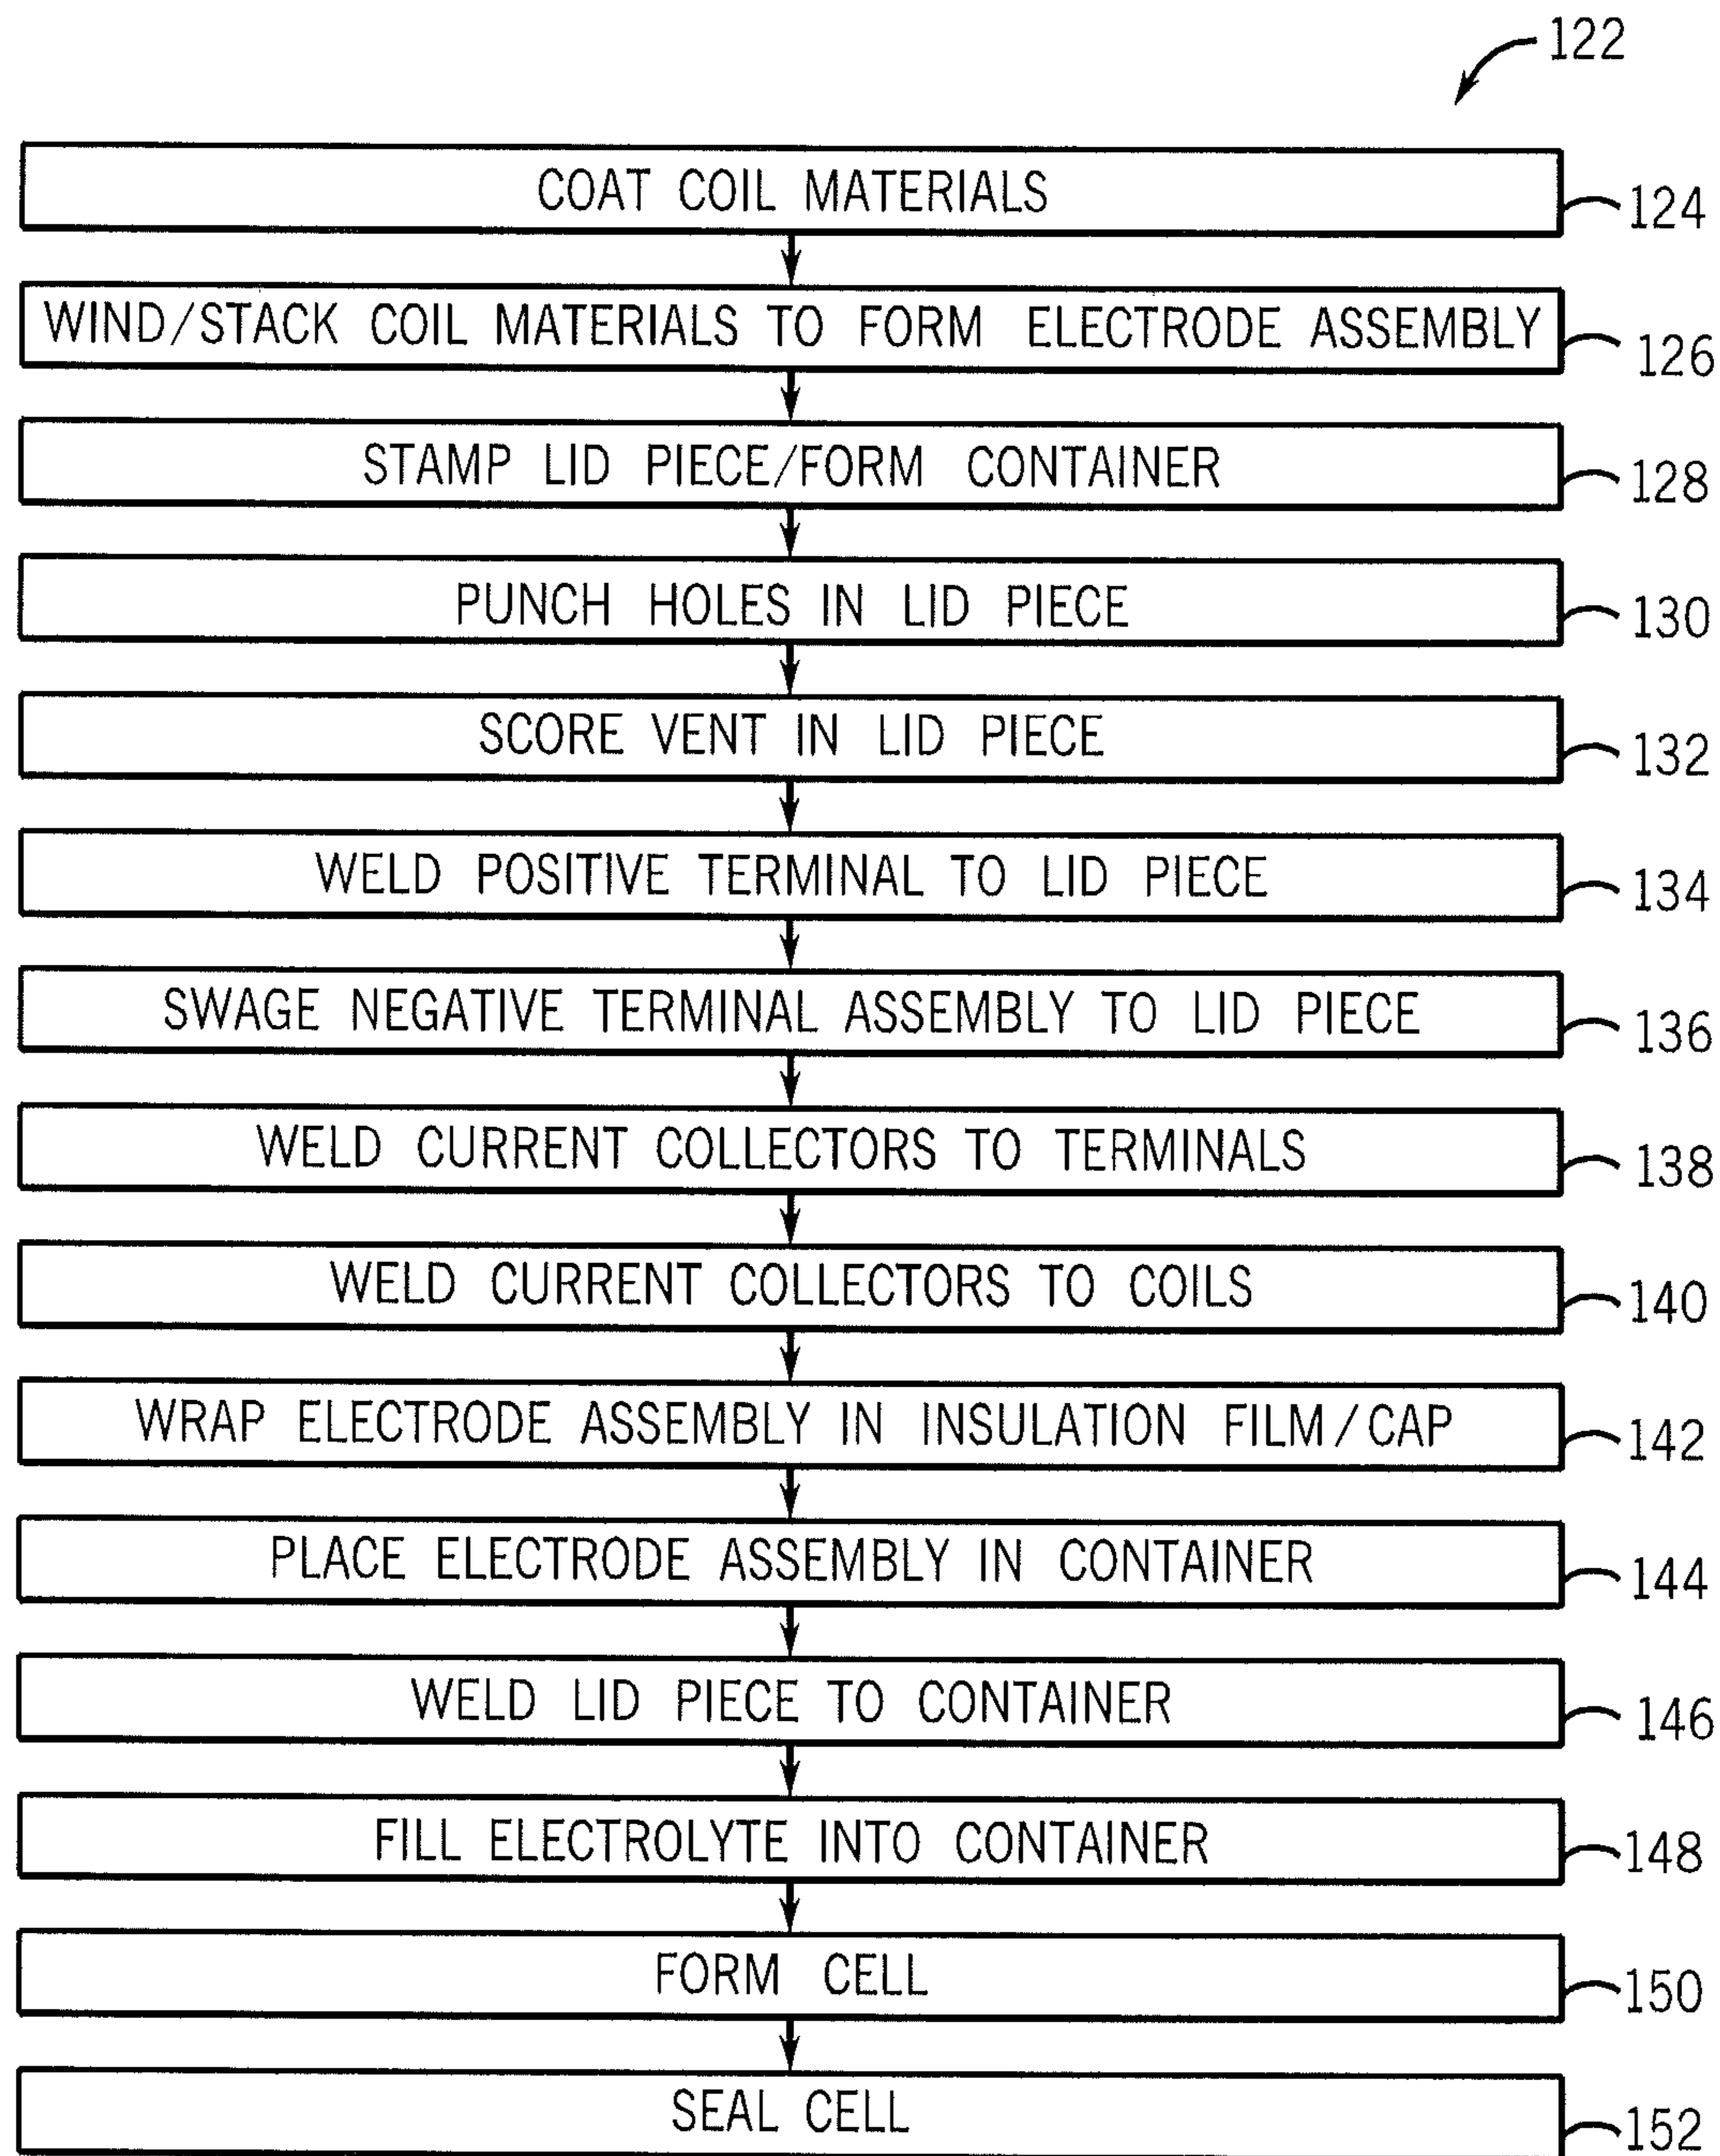 122
COAT COIL MATERIALS
124
WIND/STACK COIL MATERIALS TO FORM ELECTRODE ASSEMBLY
126
STAMP LID PIECE/FORM CONTAINER
128
PUNCH HOLES IN LID PIECE
130
SCORE VENT IN LID PIECE
132
WELD POSITIVE TERMINAL TO LID PIECE
134
SWAGE NEGATIVE TERMINAL ASSEMBLY TO LID PIECE
136
WELD CURRENT COLLECTORS TO TERMINALS
138
WELD CURRENT COLLECTORS TO COILS
140
WRAP ELECTRODE ASSEMBLY IN INSULATION FILM/CAP
142
PLACE ELECTRODE ASSEMBLY IN CONTAINER
144
WELD LID PIECE TO CONTAINER
146
FILL ELECTROLYTE INTO CONTAINER
148
FORM CELL
150
SEAL CELL
152